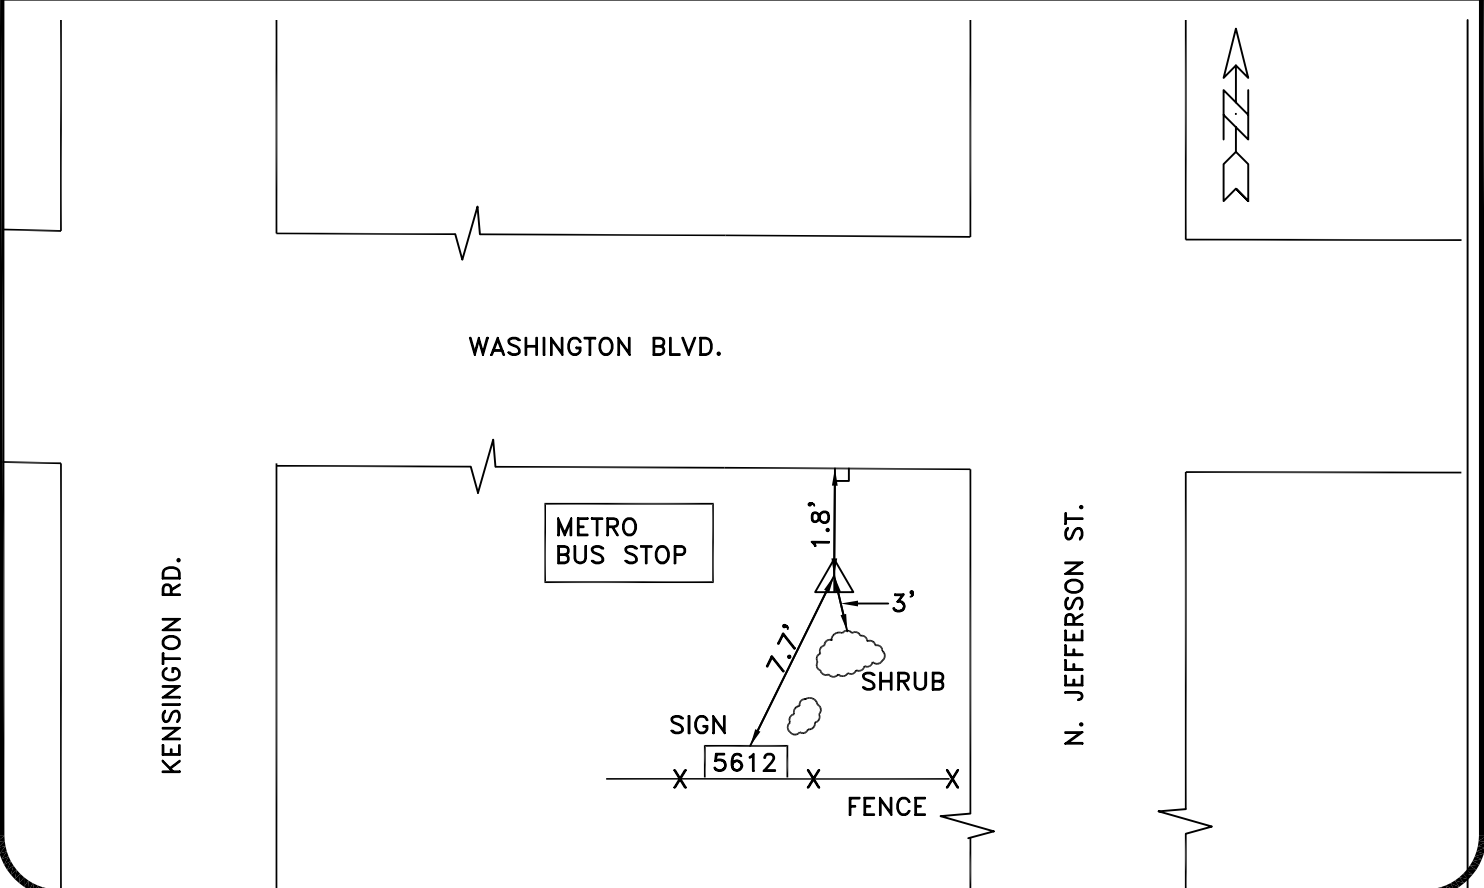 N
WASHINGTON BLVD.
METRO
BUS STOP
1.8'
3'
7.7'
SHRUB
SIGN
5612
FENCE
KENSINGTON RD.
N. JEFFERSON ST.